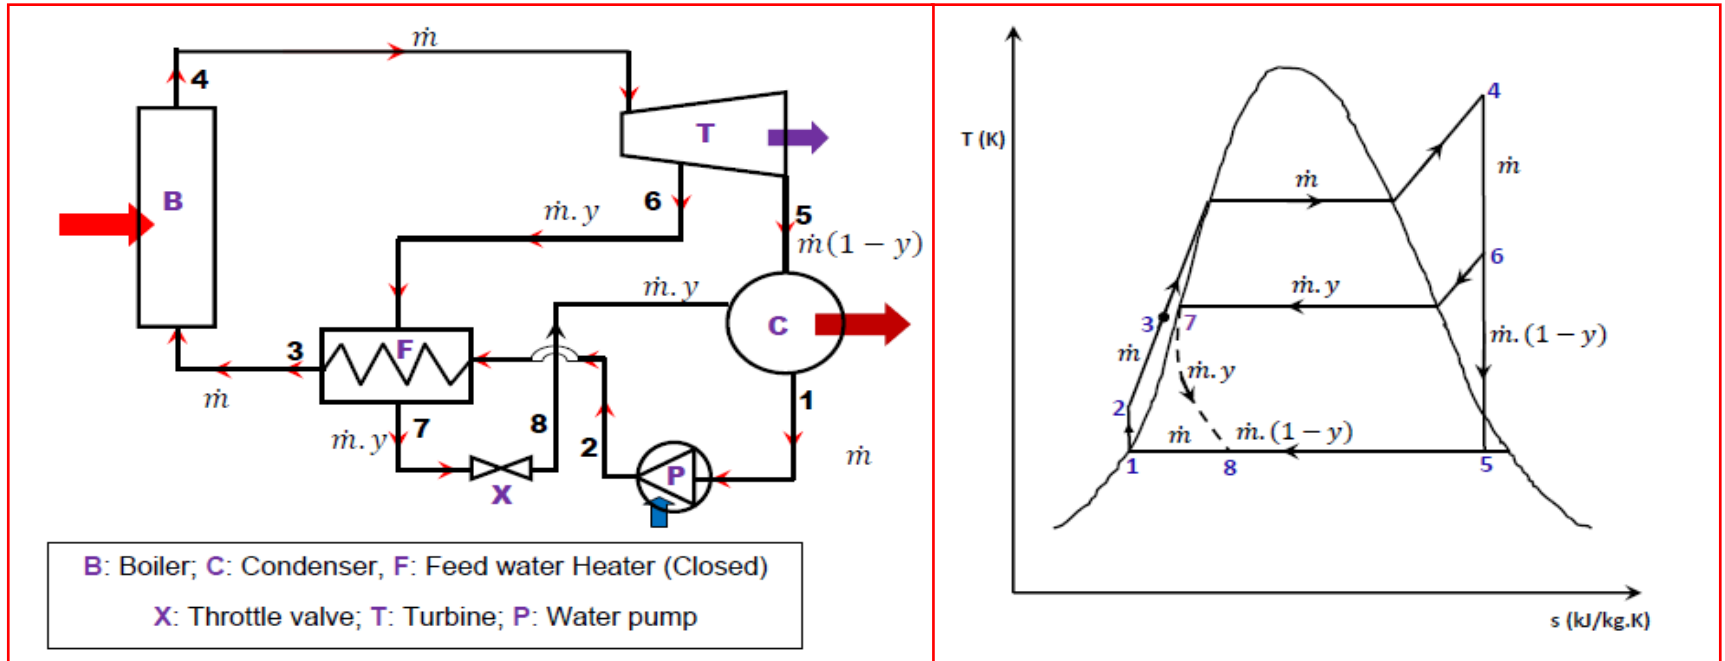 ṁ
4
T
B
6
5
ṁ.y
ṁ(1 − y)
ṁ.y
C
3
F
ṁ
1
7
8
2
ṁ.y
ṁ
P
X
B: Boiler; C: Condenser, F: Feed water Heater (Closed)
X: Throttle valve; T: Turbine; P: Water pump
T (K)
4
ṁ
ṁ
6
ṁ.y
3
7
ṁ
ṁ.(1 − y)
ṁ.y
2
ṁ
ṁ.(1 − y)
1
8
5
s (kJ/kg.K)